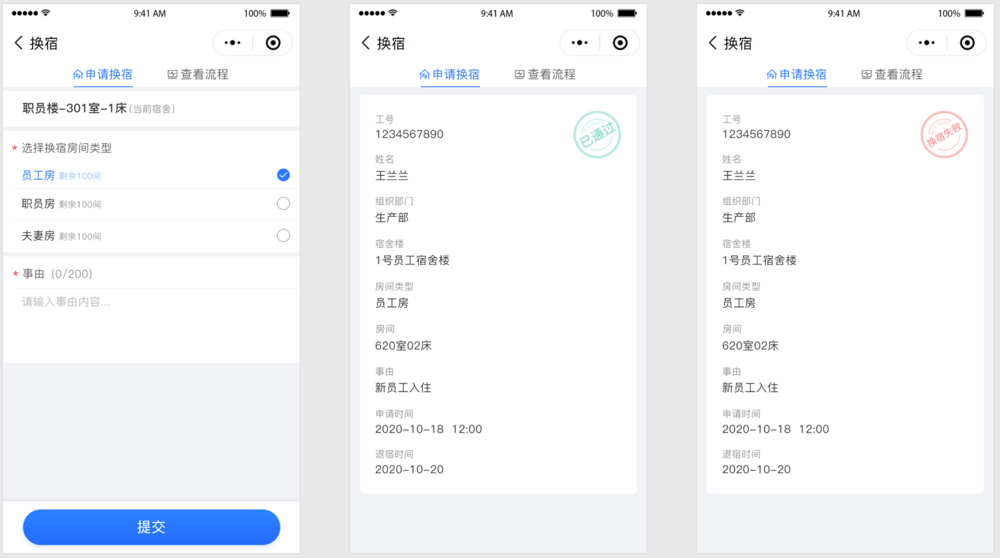 9:41 AM
100%
换宿
申请换宿
查看流程
职员楼-301室-1床(当前宿舍)
* 选择换宿房间类型
员工房 剩余100间
职员房 剩余100间
夫妻房 剩余100间
* 事由 (0/200)
请输入事由内容...
提交
9:41 AM
100%
换宿
申请换宿
查看流程
工号
1234567890
PASSED
已通过
姓名
王兰兰
组织部门
生产部
宿舍楼
1号员工宿舍楼
房间类型
员工房
房间
620室02床
事由
新员工入住
申请时间
2020-10-18 12:00
退宿时间
2020-10-20
9:41 AM
100%
换宿
申请换宿
查看流程
工号
1234567890
NOT PASS
换宿失败
姓名
王兰兰
组织部门
生产部
宿舍楼
1号员工宿舍楼
房间类型
员工房
房间
620室02床
事由
新员工入住
申请时间
2020-10-18 12:00
退宿时间
2020-10-20